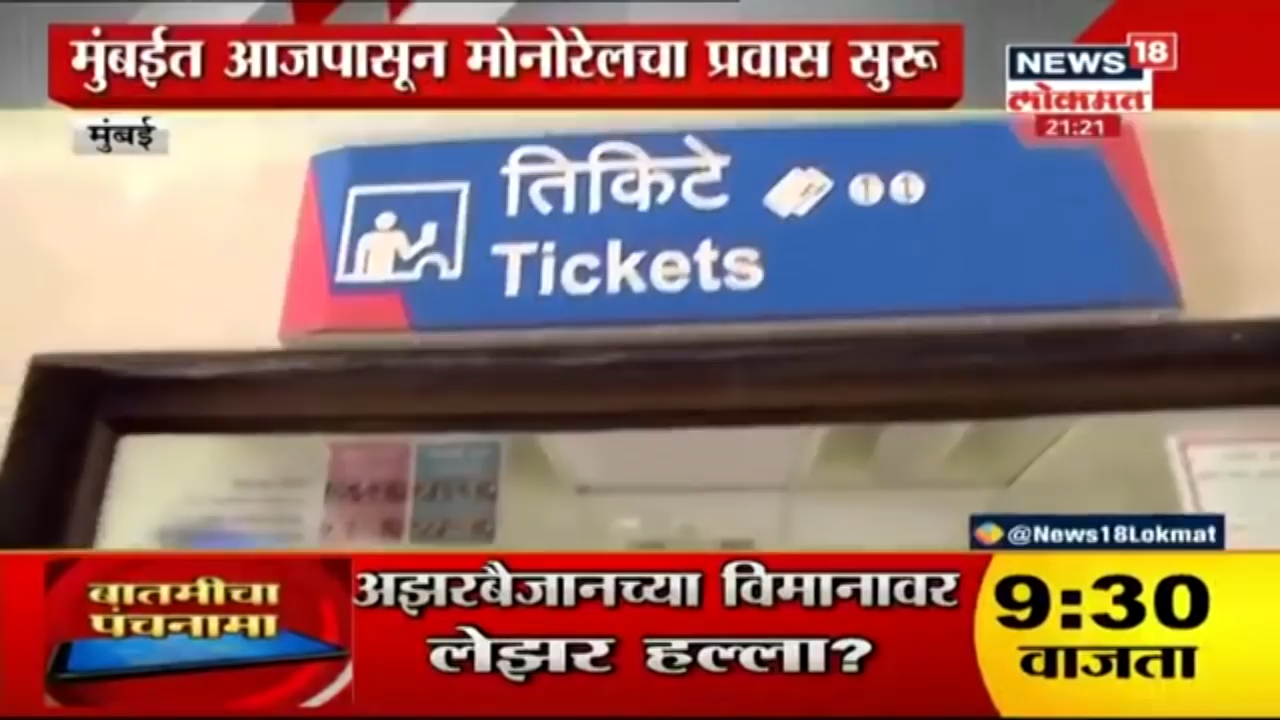 मुंबईत आजपासून मोनोरेलचा प्रवास सुरू
NEWS 18
लोकमत
21:21
मुंबई
तिकिटे
Tickets
@News18Lokmat
बातमीचा
पंचनामा
अझरबैजानच्या विमानावर
लेझर हल्ला?
9:30
वाजता